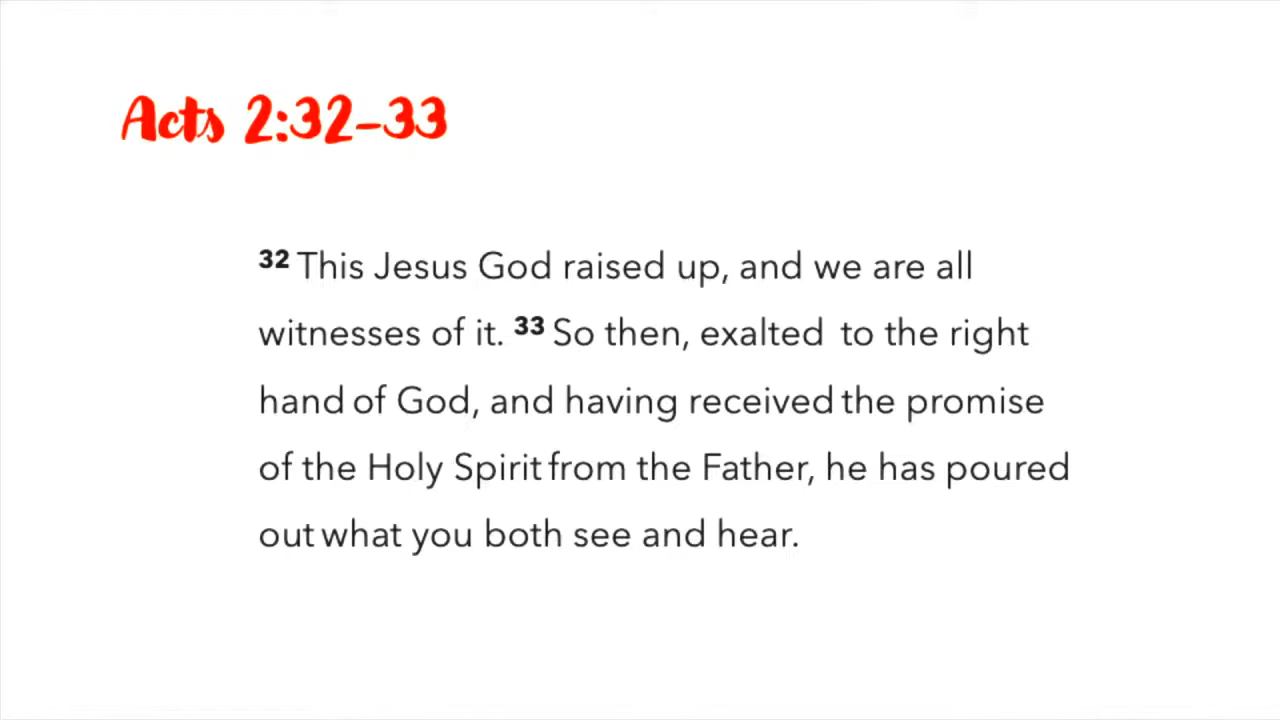 Acts 2:32-33
32 This Jesus God raised up, and we are all
witnesses of it. 33 So then, exalted to the right
hand of God, and having received the promise
of the Holy Spirit from the Father, he has poured
out what you both see and hear.